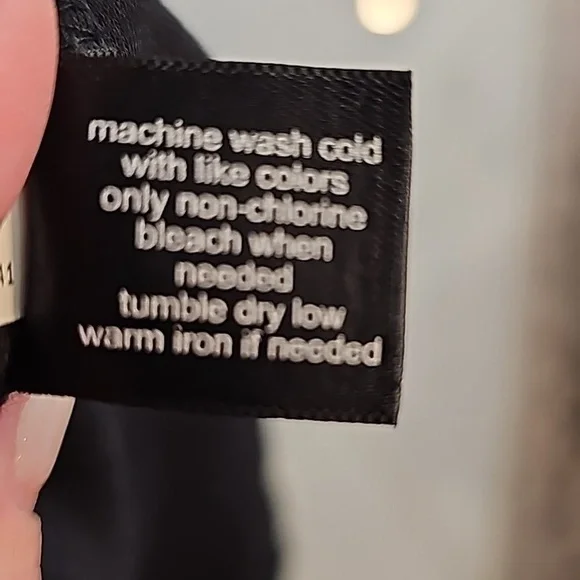 machine wash cold
with like colors
only non-chlorine
bleach when
needed
tumble dry low
warm iron if needed